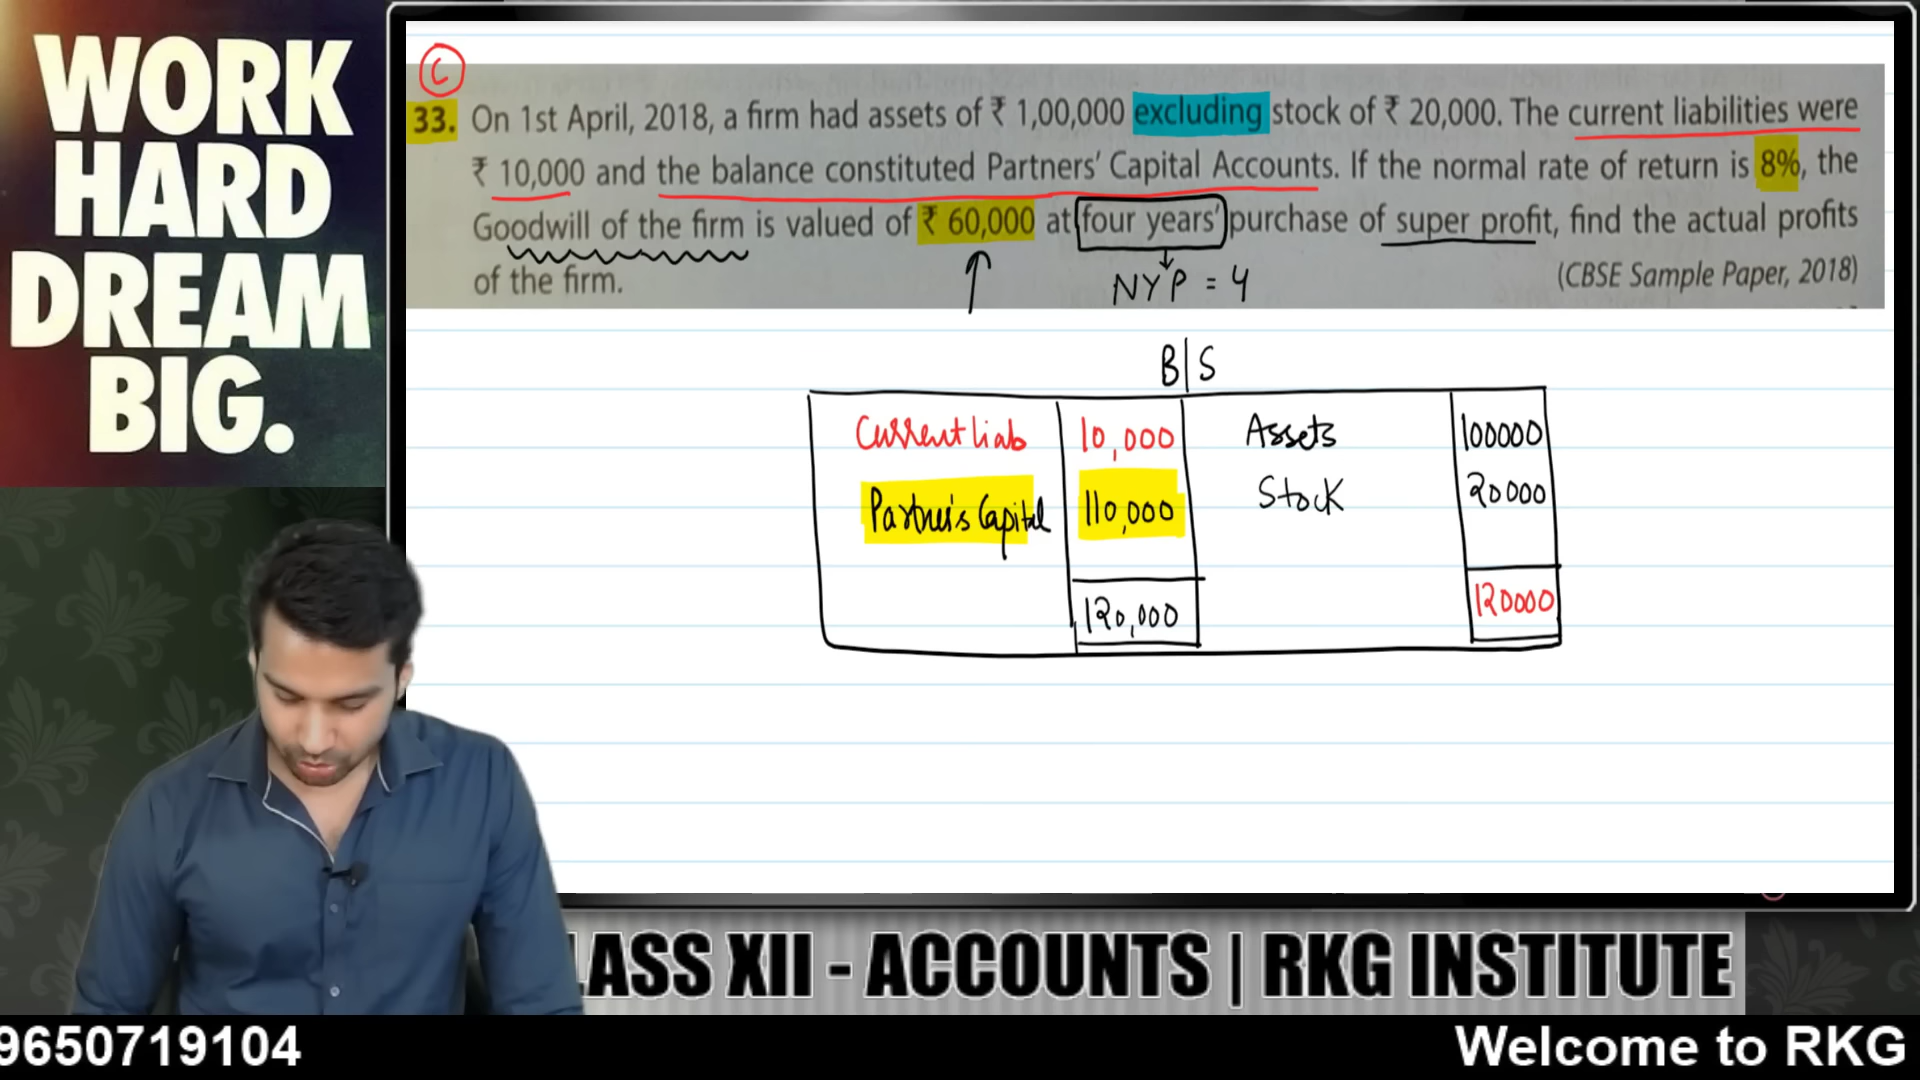 WORK
HARD
DREAM
BIG.
C
33. On 1st April, 2018, a firm had assets of ₹ 1,00,000 excluding stock of ₹ 20,000. The current liabilities were
₹ 10,000 and the balance constituted Partners' Capital Accounts. If the normal rate of return is 8%, the
Goodwill of the firm is valued of ₹ 60,000 at four years' purchase of super profit, find the actual profits
of the firm.
(CBSE Sample Paper, 2018)
NYP = 4
B|S
Current liab 10,000 Assets 100000
Partner's Capital 110,000 Stock 20000
120,000 120000
LASS XII - ACCOUNTS | RKG INSTITUTE
9650719104 Welcome to RKG